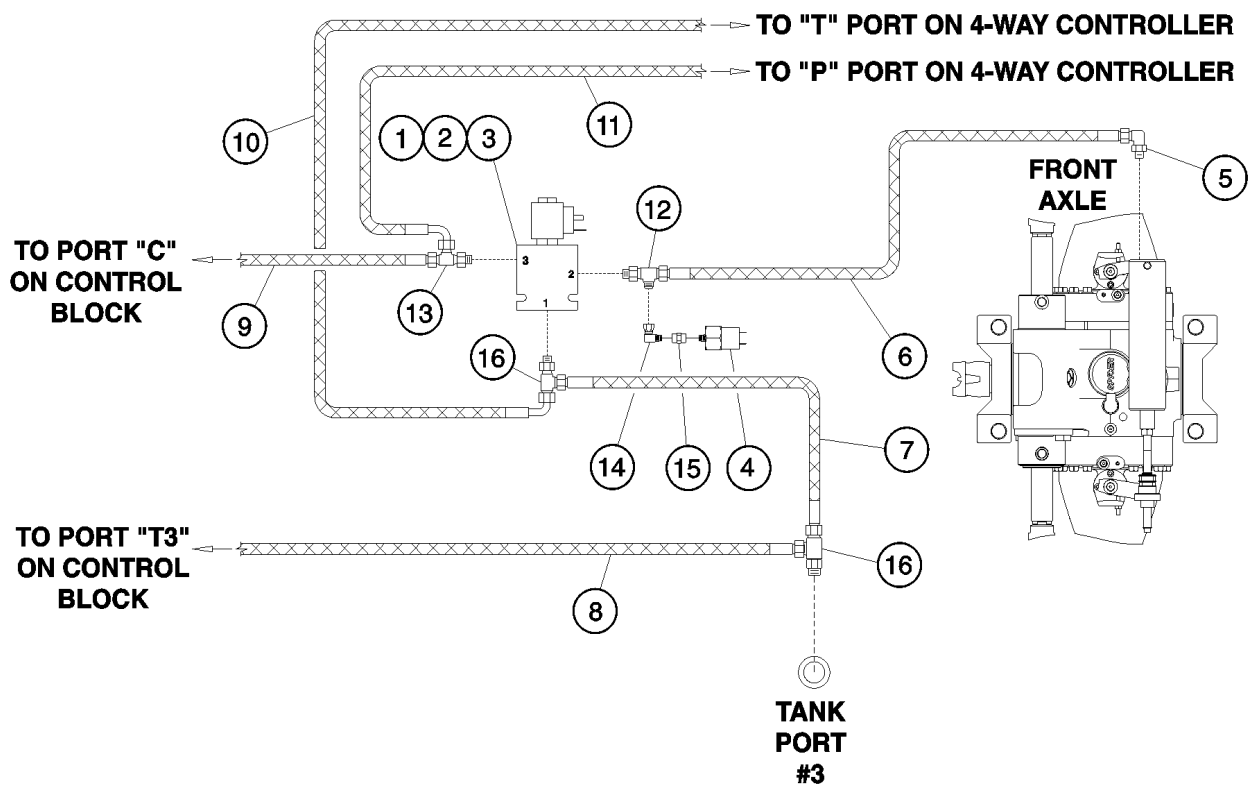 TO "T" PORT ON 4-WAY CONTROLLER
TO "P" PORT ON 4-WAY CONTROLLER
10
11
1 2 3
5
FRONT
AXLE
12
TO PORT "C"
ON CONTROL
BLOCK
3
2
1
9
13
6
16
SPICER
14
15
4
7
TO PORT "T3"
ON CONTROL
BLOCK
8
16
TANK
PORT
#3